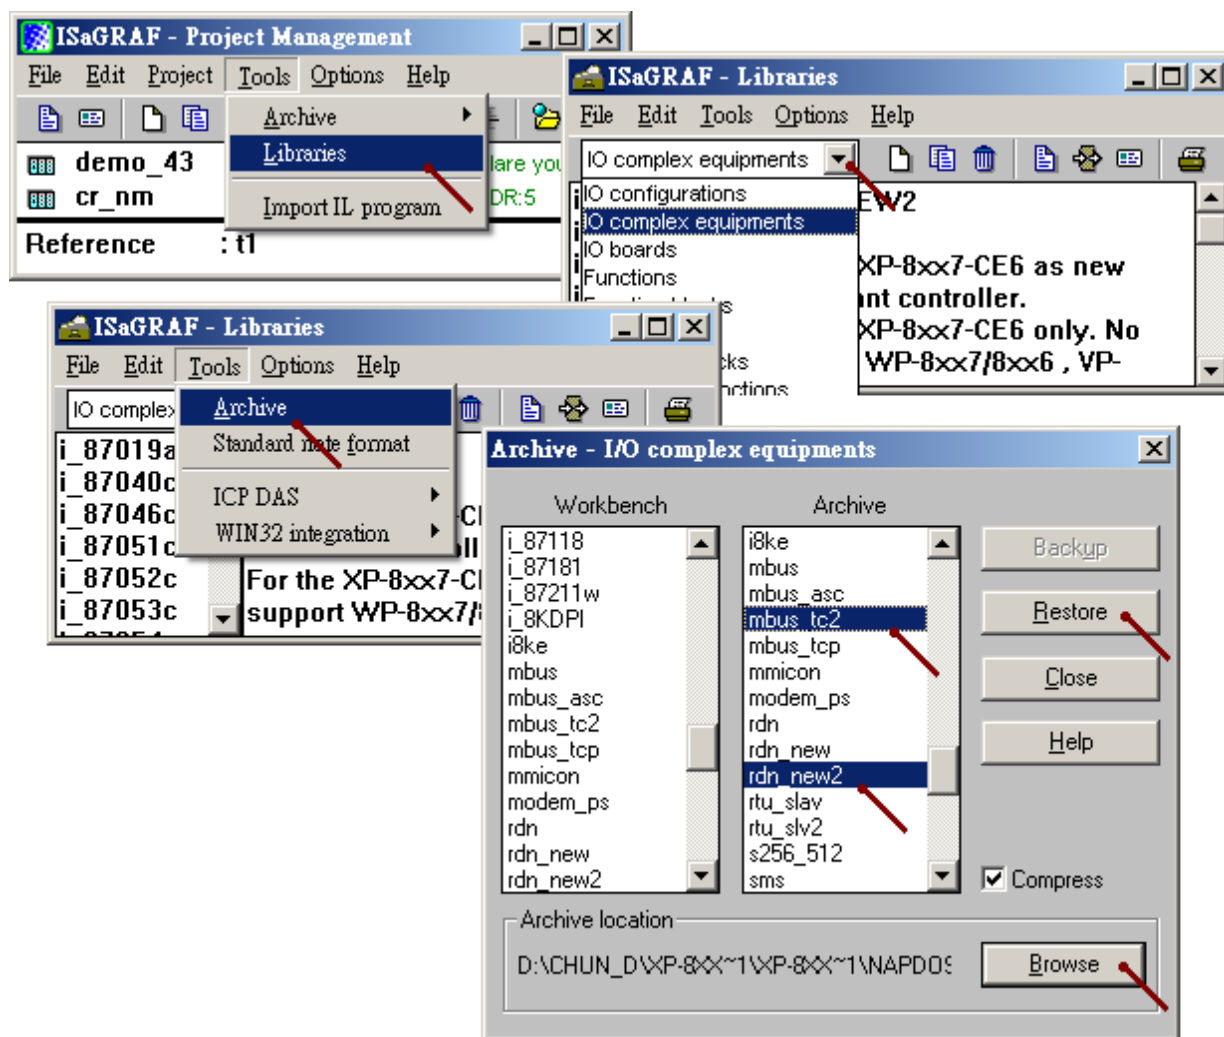 ISaGRAF - Project Management
File Edit Project Tools Options Help
Archive
Libraries
Import IL program
demo_43
cr_nm
lare you
DR:5
Reference : t1
ISaGRAF - Libraries
File Edit Tools Options Help
IO complex equipments
IO configurations
IO complex equipments
IO boards
Functions
EW2
XP-8xx7-CE6 as new
nt controller.
XP-8xx7-CE6 only. No
WP-8xx7/8xx6 , VP-
ISaGRAF - Libraries
File Edit Tools Options Help
IO complex
Archive
Standard note format
ICP DAS
WIN32 integration
i_87019a
i_87040c
i_87046c
i_87051c
i_87052c
i_87053c
For the XP-8xx7-C
support WP-8xx7/
Archive - I/O complex equipments
Workbench
i_87118
i_87181
i_87211w
i_8KDPI
i8ke
mbus
mbus_asc
mbus_tc2
mbus_tcp
mmicon
modem_ps
rdn
rdn_new
rdn_new2
Archive
i8ke
mbus
mbus_asc
mbus_tc2
mbus_tcp
mmicon
modem_ps
rdn
rdn_new
rdn_new2
rtu_slav
rtu_slv2
s256_512
sms
Backup
Restore
Close
Help
Compress
Archive location
D:\CHUN_D\XP-8XX~1\XP-8XX~1\NAPDOS
Browse